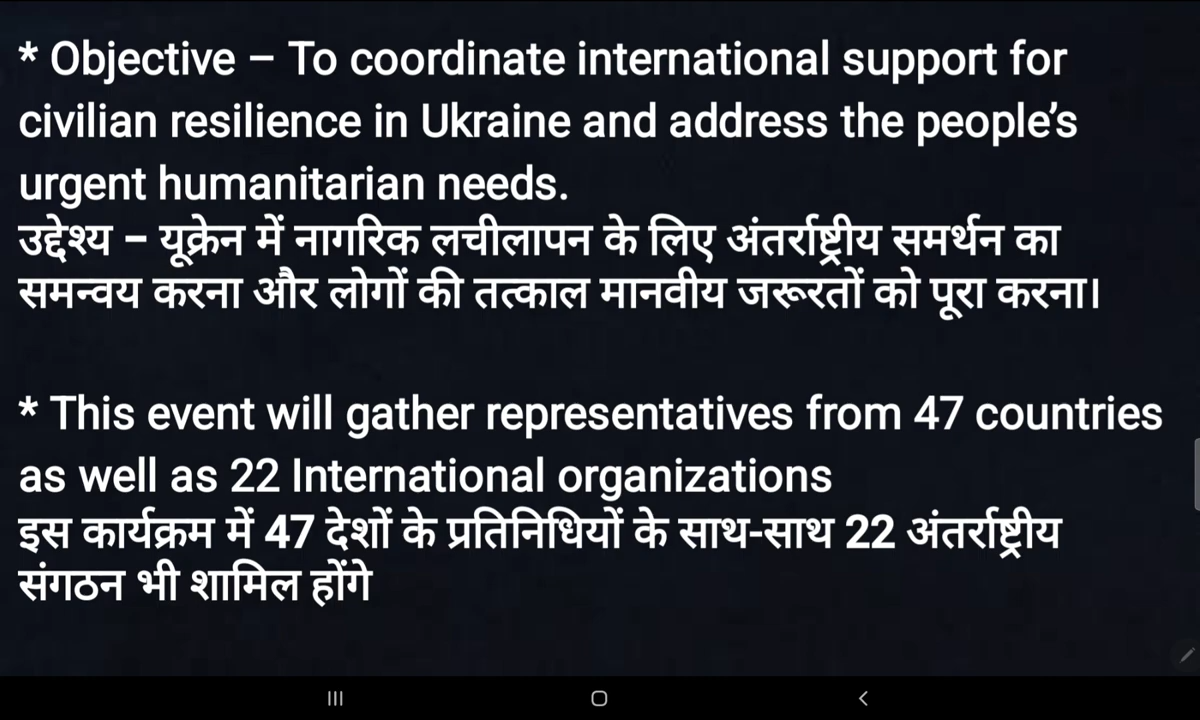 * Objective – To coordinate international support for
civilian resilience in Ukraine and address the people's
urgent humanitarian needs.
उद्देश्य – यूक्रेन में नागरिक लचीलापन के लिए अंतर्राष्ट्रीय समर्थन का
समन्वय करना और लोगों की तत्काल मानवीय जरूरतों को पूरा करना।
* This event will gather representatives from 47 countries
as well as 22 International organizations
इस कार्यक्रम में 47 देशों के प्रतिनिधियों के साथ-साथ 22 अंतर्राष्ट्रीय
संगठन भी शामिल होंगे